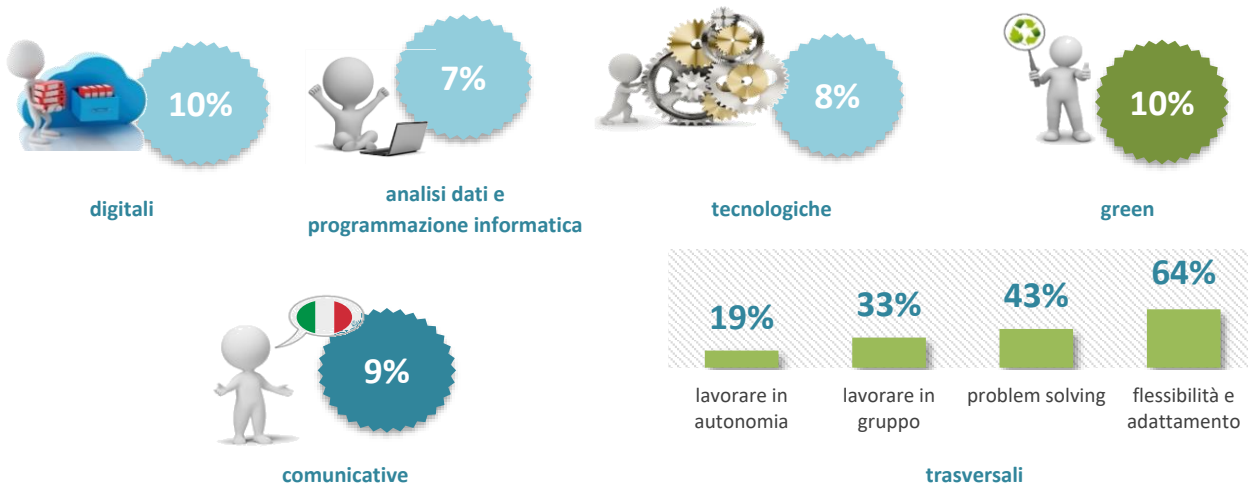 10%
7%
8%
10%
digitali
analisi dati e
programmazione informatica
tecnologiche
green
9%
comunicative
19%
33%
43%
64%
lavorare in
autonomia
lavorare in
gruppo
problem solving
flessibilità e
adattamento
trasversali